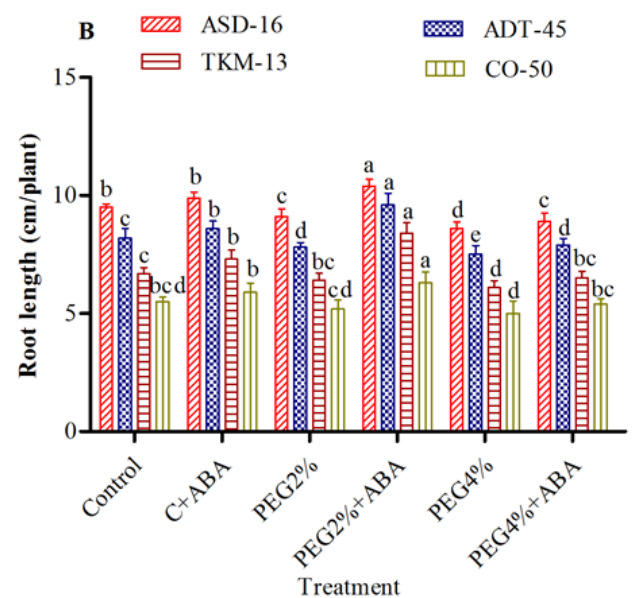 B
ASD-16
ADT-45
TKM-13
CO-50
Root length (cm/plant)
15
10
5
0
b
c
c
bc d
b
b
b
b
c
d
bc
cd
a
a
a
a
d
e
d
d
c
d
bc
bc
Control
C+ABA
PEG2%
PEG2%+ABA
PEG4%
PEG4%+ABA
Treatment